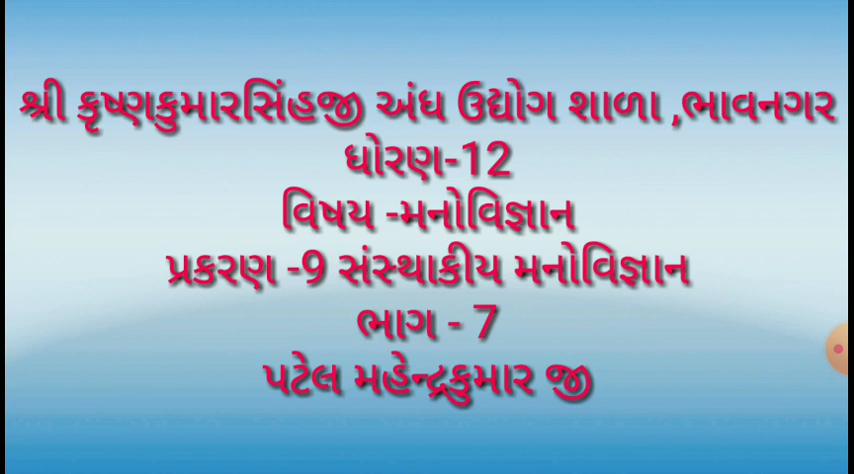 શ્રી કૃષ્ણકુમારસિંહજી અંધ ઉદ્યોગ શાળા ,ભાવનગર
ધોરણ-12
વિષય -મનોવિજ્ઞાન
પ્રકરણ -9 સંસ્થાકીય મનોવિજ્ઞાન
ભાગ - 7
પટેલ મહેન્દ્રકુમાર જી